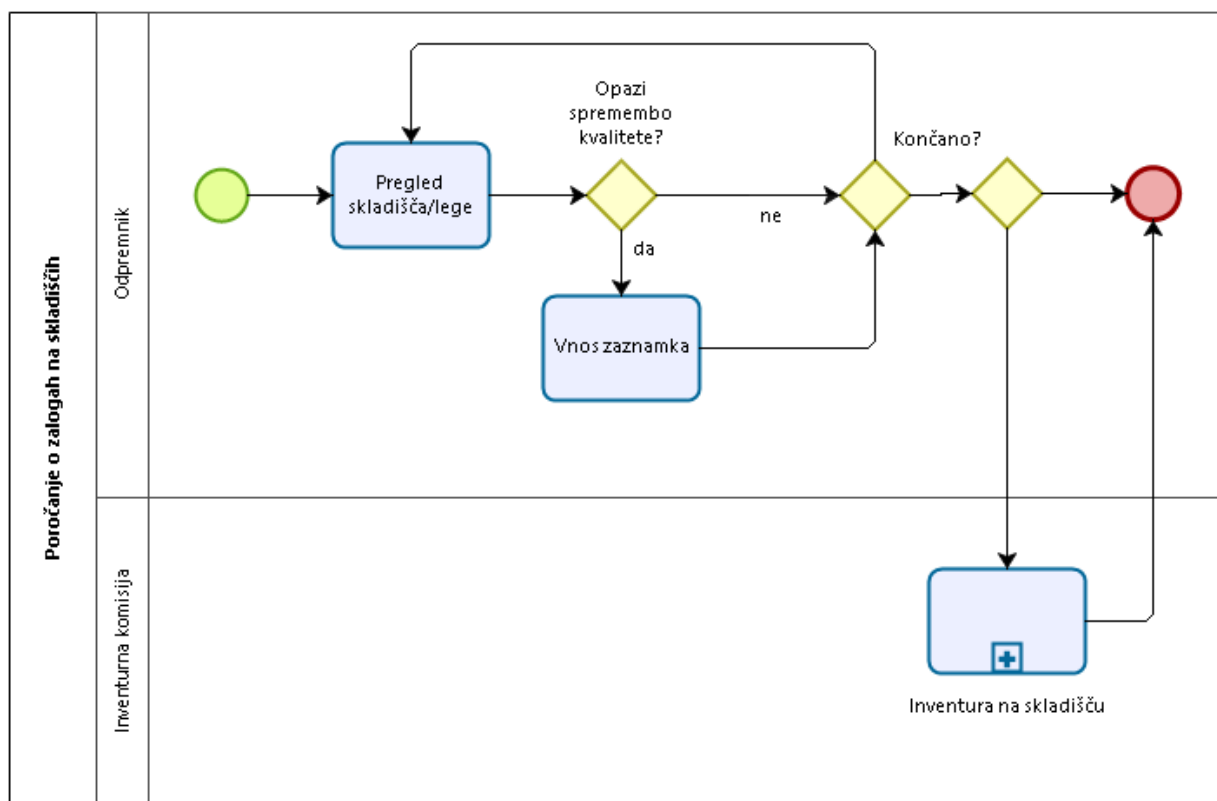 Poročanje o zalogah na skladiščih
Odpremnik
Opazi
spremembo
kvalitete?
Končano?
Pregled
skladišča/lege
ne
da
Vnos zaznamka
Inventurna komisija
Inventura na skladišču